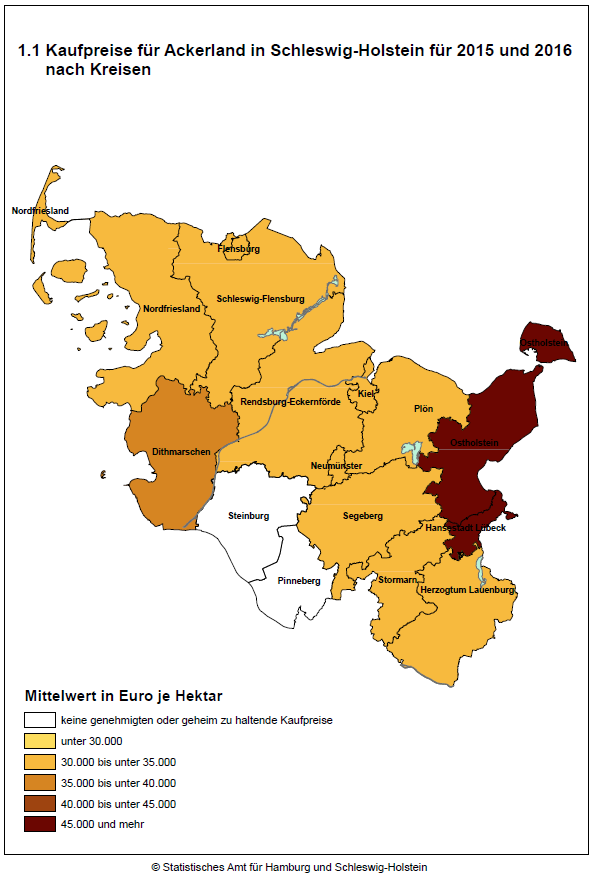 1.1 Kaufpreise für Ackerland in Schleswig-Holstein für 2015 und 2016
nach Kreisen
Nordfriesland
Flensburg
Schleswig-Flensburg
Nordfriesland
Ostholstein
Kiel
Rendsburg-Eckernförde
Plön
Ostholstein
Dithmarschen
Neumünster
Steinburg
Segeberg
Hansestadt Lübeck
Pinneberg
Stormarn
Herzogtum Lauenburg
Mittelwert in Euro je Hektar
keine genehmigten oder geheim zu haltende Kaufpreise
unter 30.000
30.000 bis unter 35.000
35.000 bis unter 40.000
40.000 bis unter 45.000
45.000 und mehr
© Statistisches Amt für Hamburg und Schleswig-Holstein